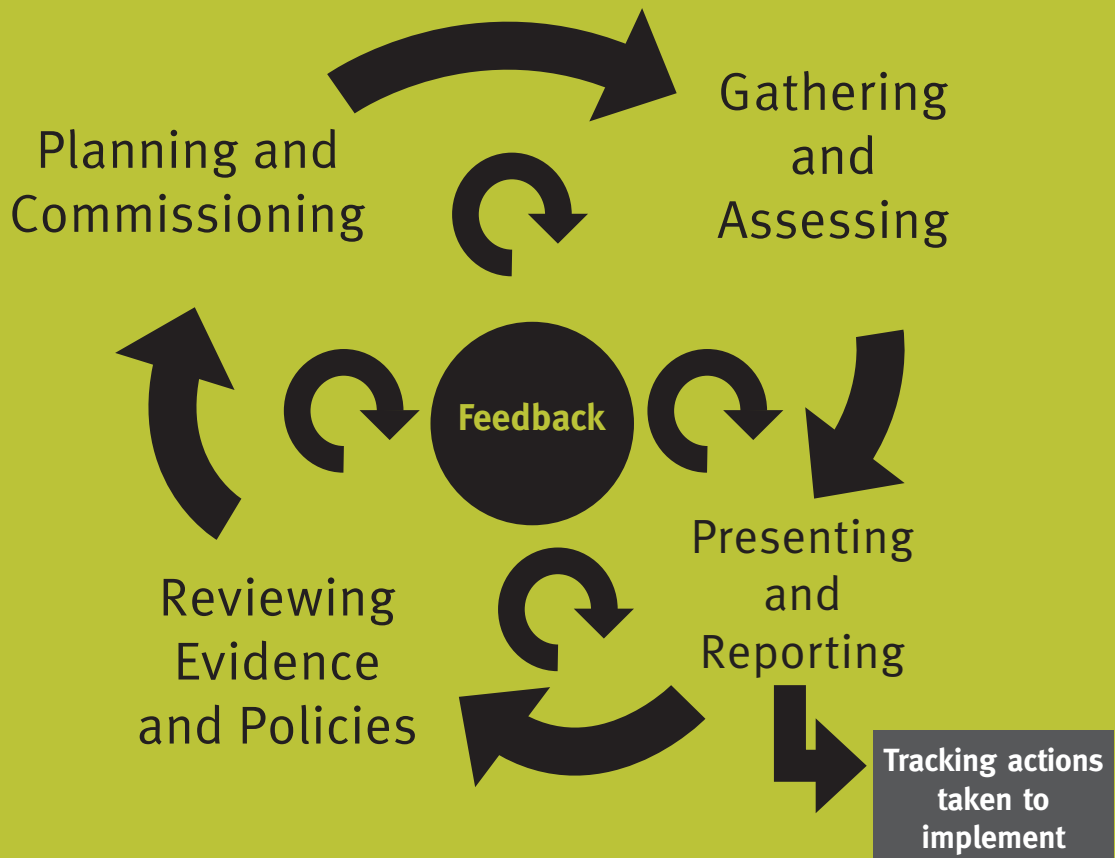 Planning and
Commissioning
Gathering
and
Assessing
Feedback
Presenting
and
Reporting
Reviewing
Evidence
and Policies
Tracking actions
taken to
implement